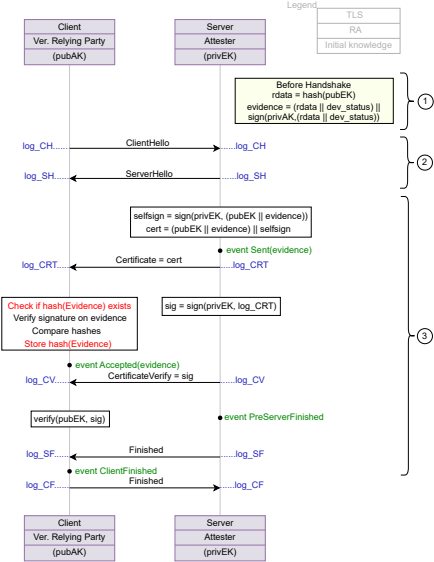 Legend
TLS
RA
Initial knowledge
Client
Ver. Relying Party
(pubAK)
Server
Attester
(privEK)
Before Handshake
rdata = hash(pubEK)
evidence = (rdata || dev_status) ||
sign(privAK,(rdata || dev_status))
1
log_CH
ClientHello
log_CH
2
log_SH
ServerHello
log_SH
selfsign = sign(privEK, (pubEK || evidence))
cert = (pubEK || evidence) || selfsign
event Sent(evidence)
log_CRT
Certificate = cert
log_CRT
Check if hash(Evidence) exists
Verify signature on evidence
Compare hashes
Store hash(Evidence)
sig = sign(privEK, log_CRT)
3
event Accepted(evidence)
log_CV
CertificateVerify = sig
log_CV
verify(pubEK, sig)
event PreServerFinished
log_SF
Finished
log_SF
event ClientFinished
log_CF
Finished
log_CF
Client
Ver. Relying Party
(pubAK)
Server
Attester
(privEK)